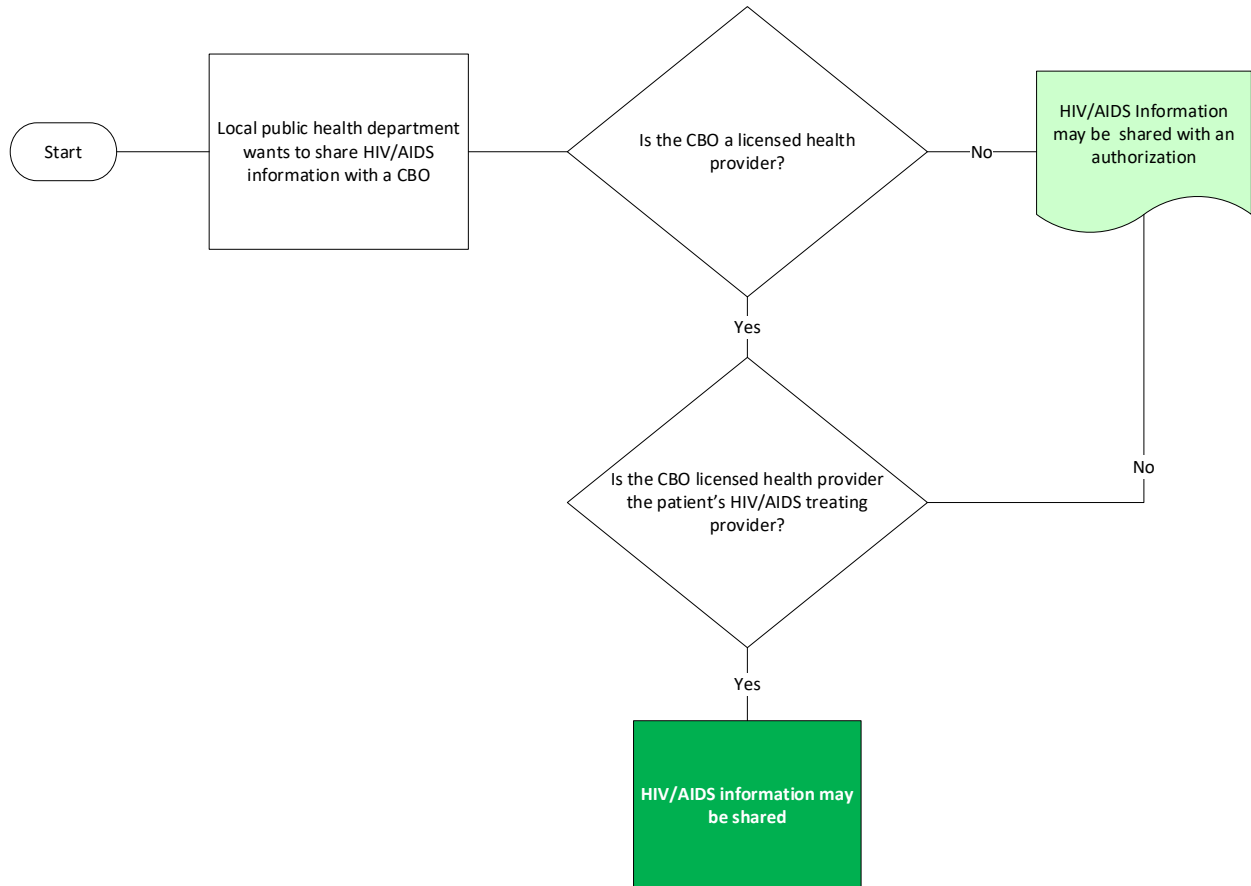 Start
Local public health department
wants to share HIV/AIDS
information with a CBO
Is the CBO a licensed health
provider?
No
HIV/AIDS Information
may be  shared with an
authorization
Yes
Is the CBO licensed health provider
the patient’s HIV/AIDS treating
provider?
No
Yes
HIV/AIDS information may
be shared